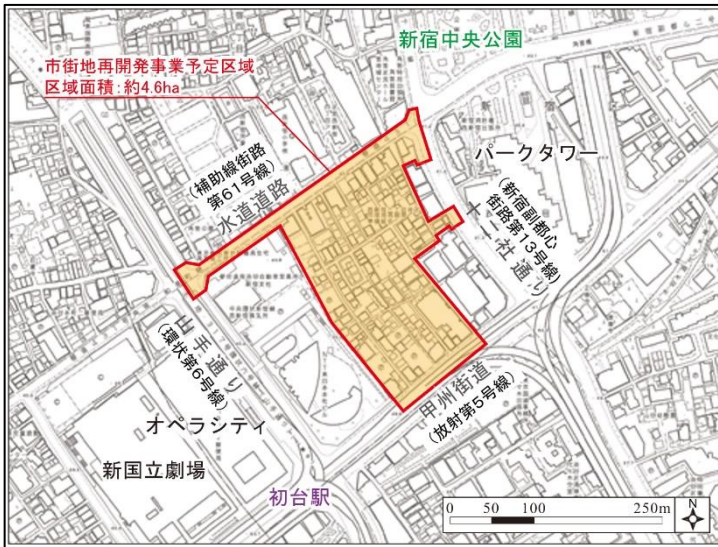 新宿中央公園
市街地再開発事業予定区域
区域面積：約4.6ha
パークタワー
(補助線街路
第61号線)
水道道路
(新宿副都心
街路第13号線)
十二社通り
山手通り
(環状第6号線)
甲州街道
(放射第5号線)
オペラシティ
新国立劇場
初台駅
0 50 100 250m
N